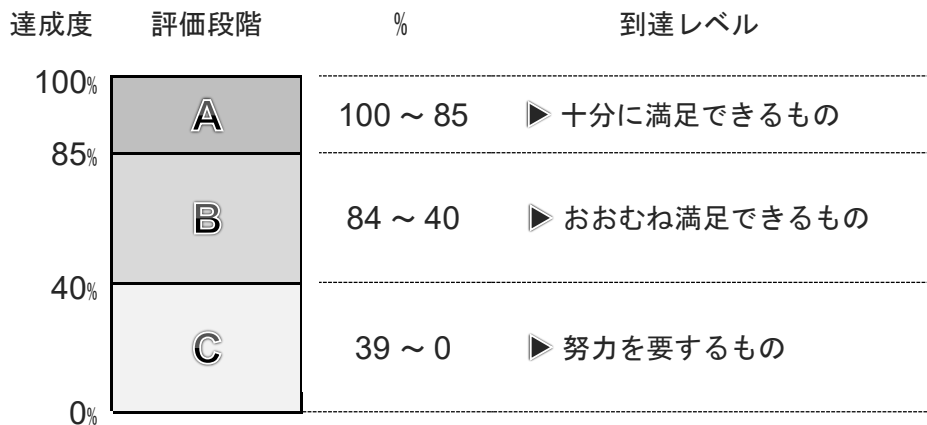 達成度 評価段階 % 到達レベル
100%
A 100 ~ 85 ▶ 十分に満足できるもの
85%
B 84 ~ 40 ▶ おおむね満足できるもの
40%
C 39 ~ 0 ▶ 努力を要するもの
0%